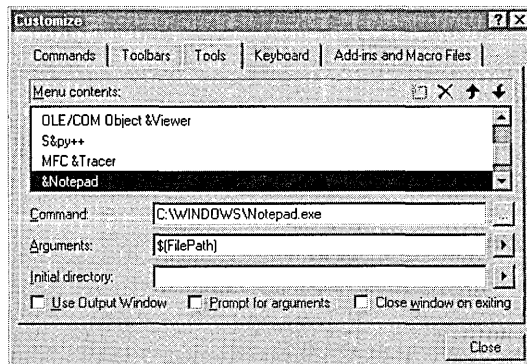 Customize
Commands Toolbars Tools Keyboard Add-ins and Macro Files
Menu contents:
OLE/COM Object &Viewer
S&py++
MFC &Tracer
&Notepad
Command: C:\WINDOWS\Notepad.exe ...
Arguments: $(FilePath)
Initial directory:
Use Output Window Prompt for arguments Close window on exiting
Close